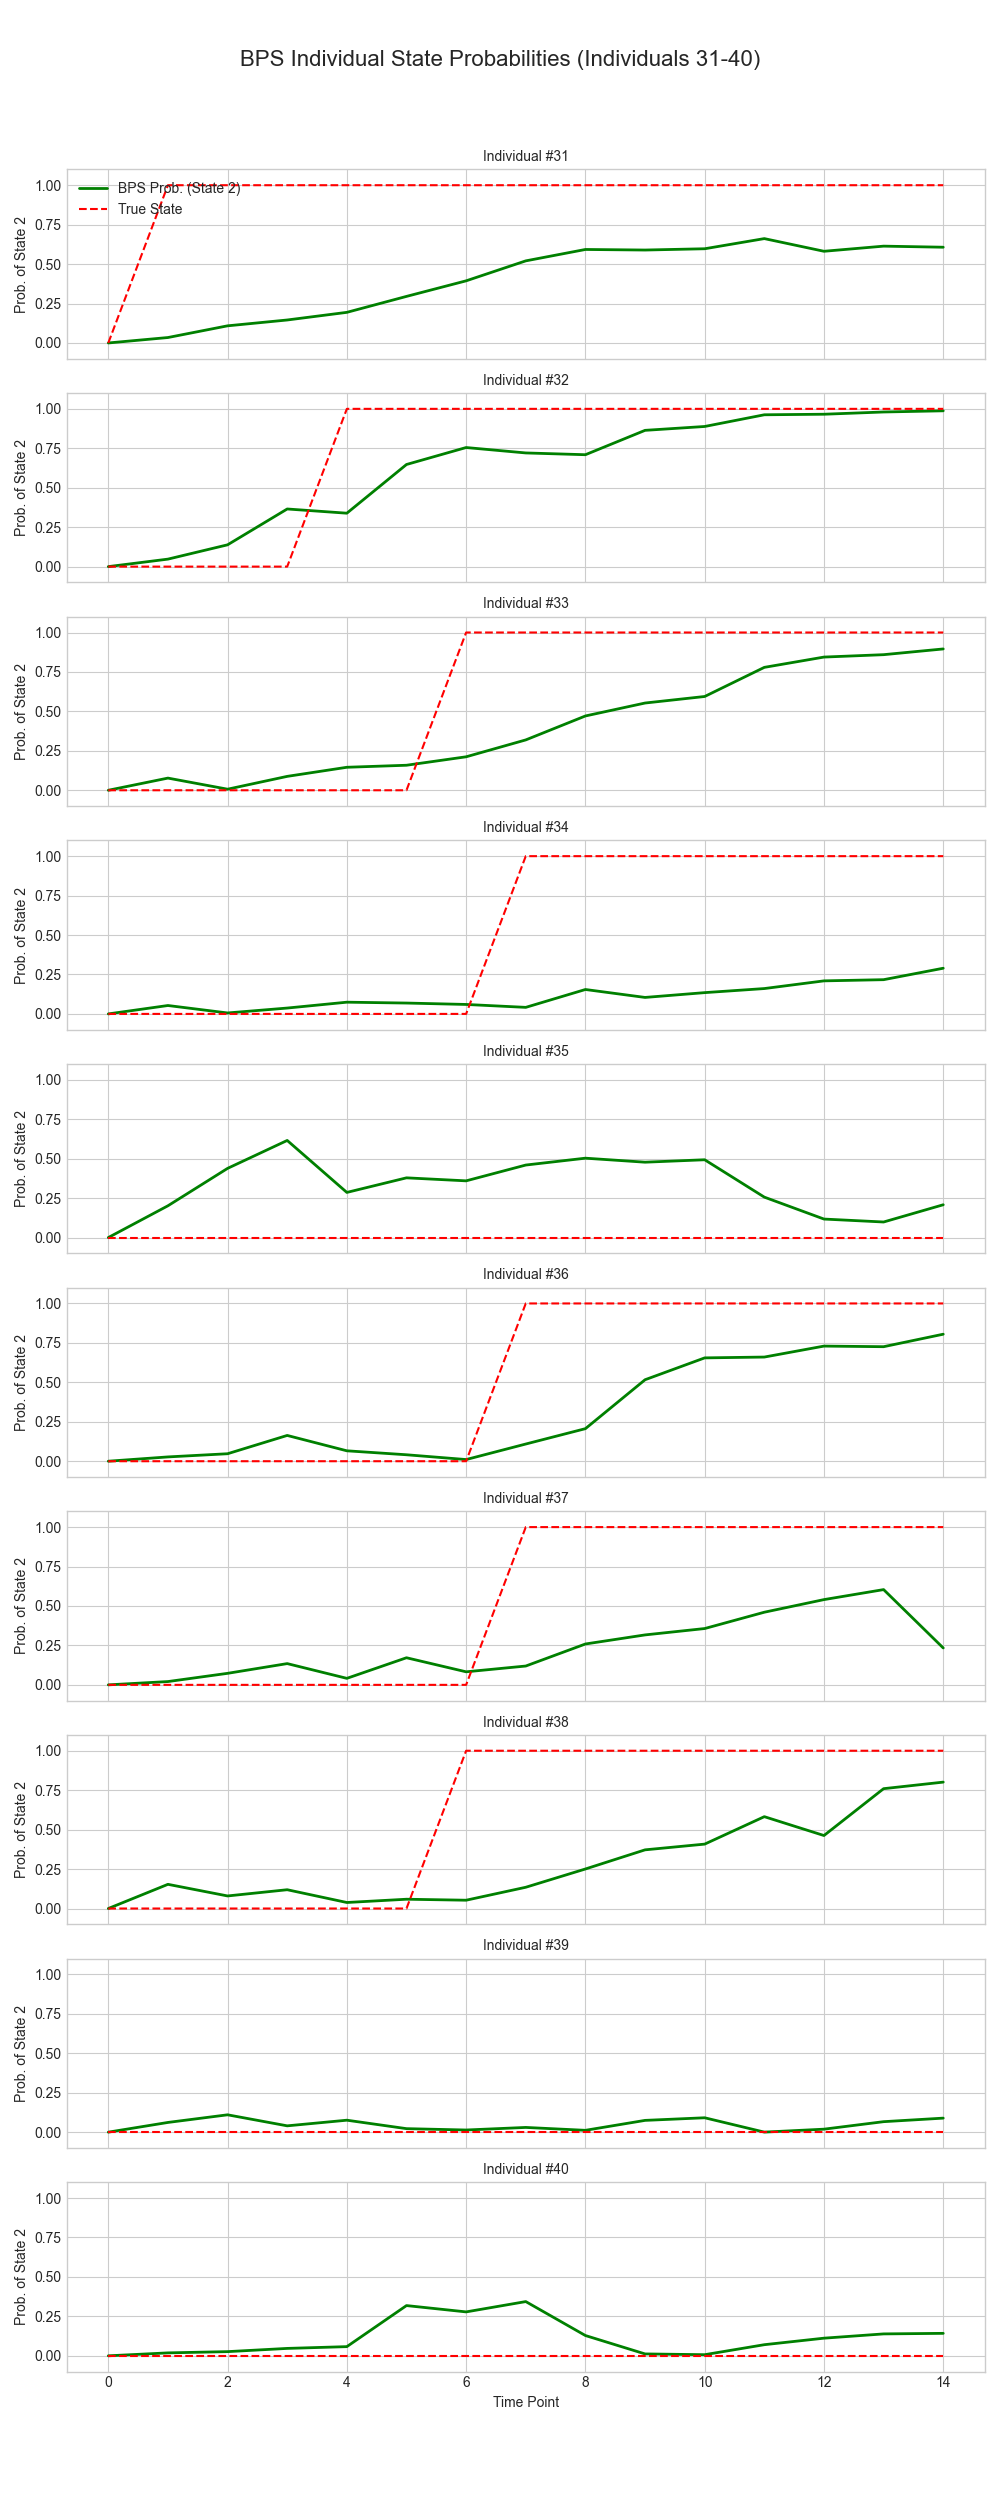 BPS Individual State Probabilities (Individuals 31-40)
Individual #31
Prob. of State 2
1.00
0.75
0.50
0.25
0.00
BPS Prob. (State 2)
True State
Individual #32
Prob. of State 2
1.00
0.75
0.50
0.25
0.00
Individual #33
Prob. of State 2
1.00
0.75
0.50
0.25
0.00
Individual #34
Prob. of State 2
1.00
0.75
0.50
0.25
0.00
Individual #35
Prob. of State 2
1.00
0.75
0.50
0.25
0.00
Individual #36
Prob. of State 2
1.00
0.75
0.50
0.25
0.00
Individual #37
Prob. of State 2
1.00
0.75
0.50
0.25
0.00
Individual #38
Prob. of State 2
1.00
0.75
0.50
0.25
0.00
Individual #39
Prob. of State 2
1.00
0.75
0.50
0.25
0.00
Individual #40
Prob. of State 2
1.00
0.75
0.50
0.25
0.00
0 2 4 6 8 10 12 14
Time Point